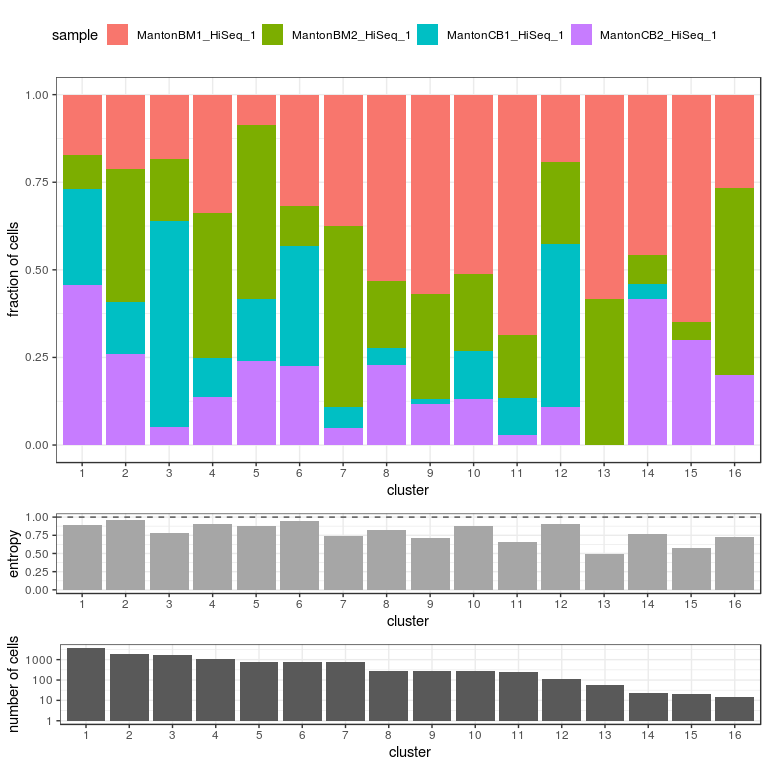 sample MantonBM1_HiSeq_1 MantonBM2_HiSeq_1 MantonCB1_HiSeq_1 MantonCB2_HiSeq_1
1.00
0.75
0.50
0.25
0.00
fraction of cells
1 2 3 4 5 6 7 8 9 10 11 12 13 14 15 16
cluster
1.00
0.75
0.50
0.25
0.00
entropy
1 2 3 4 5 6 7 8 9 10 11 12 13 14 15 16
cluster
1000
100
10
1
number of cells
1 2 3 4 5 6 7 8 9 10 11 12 13 14 15 16
cluster